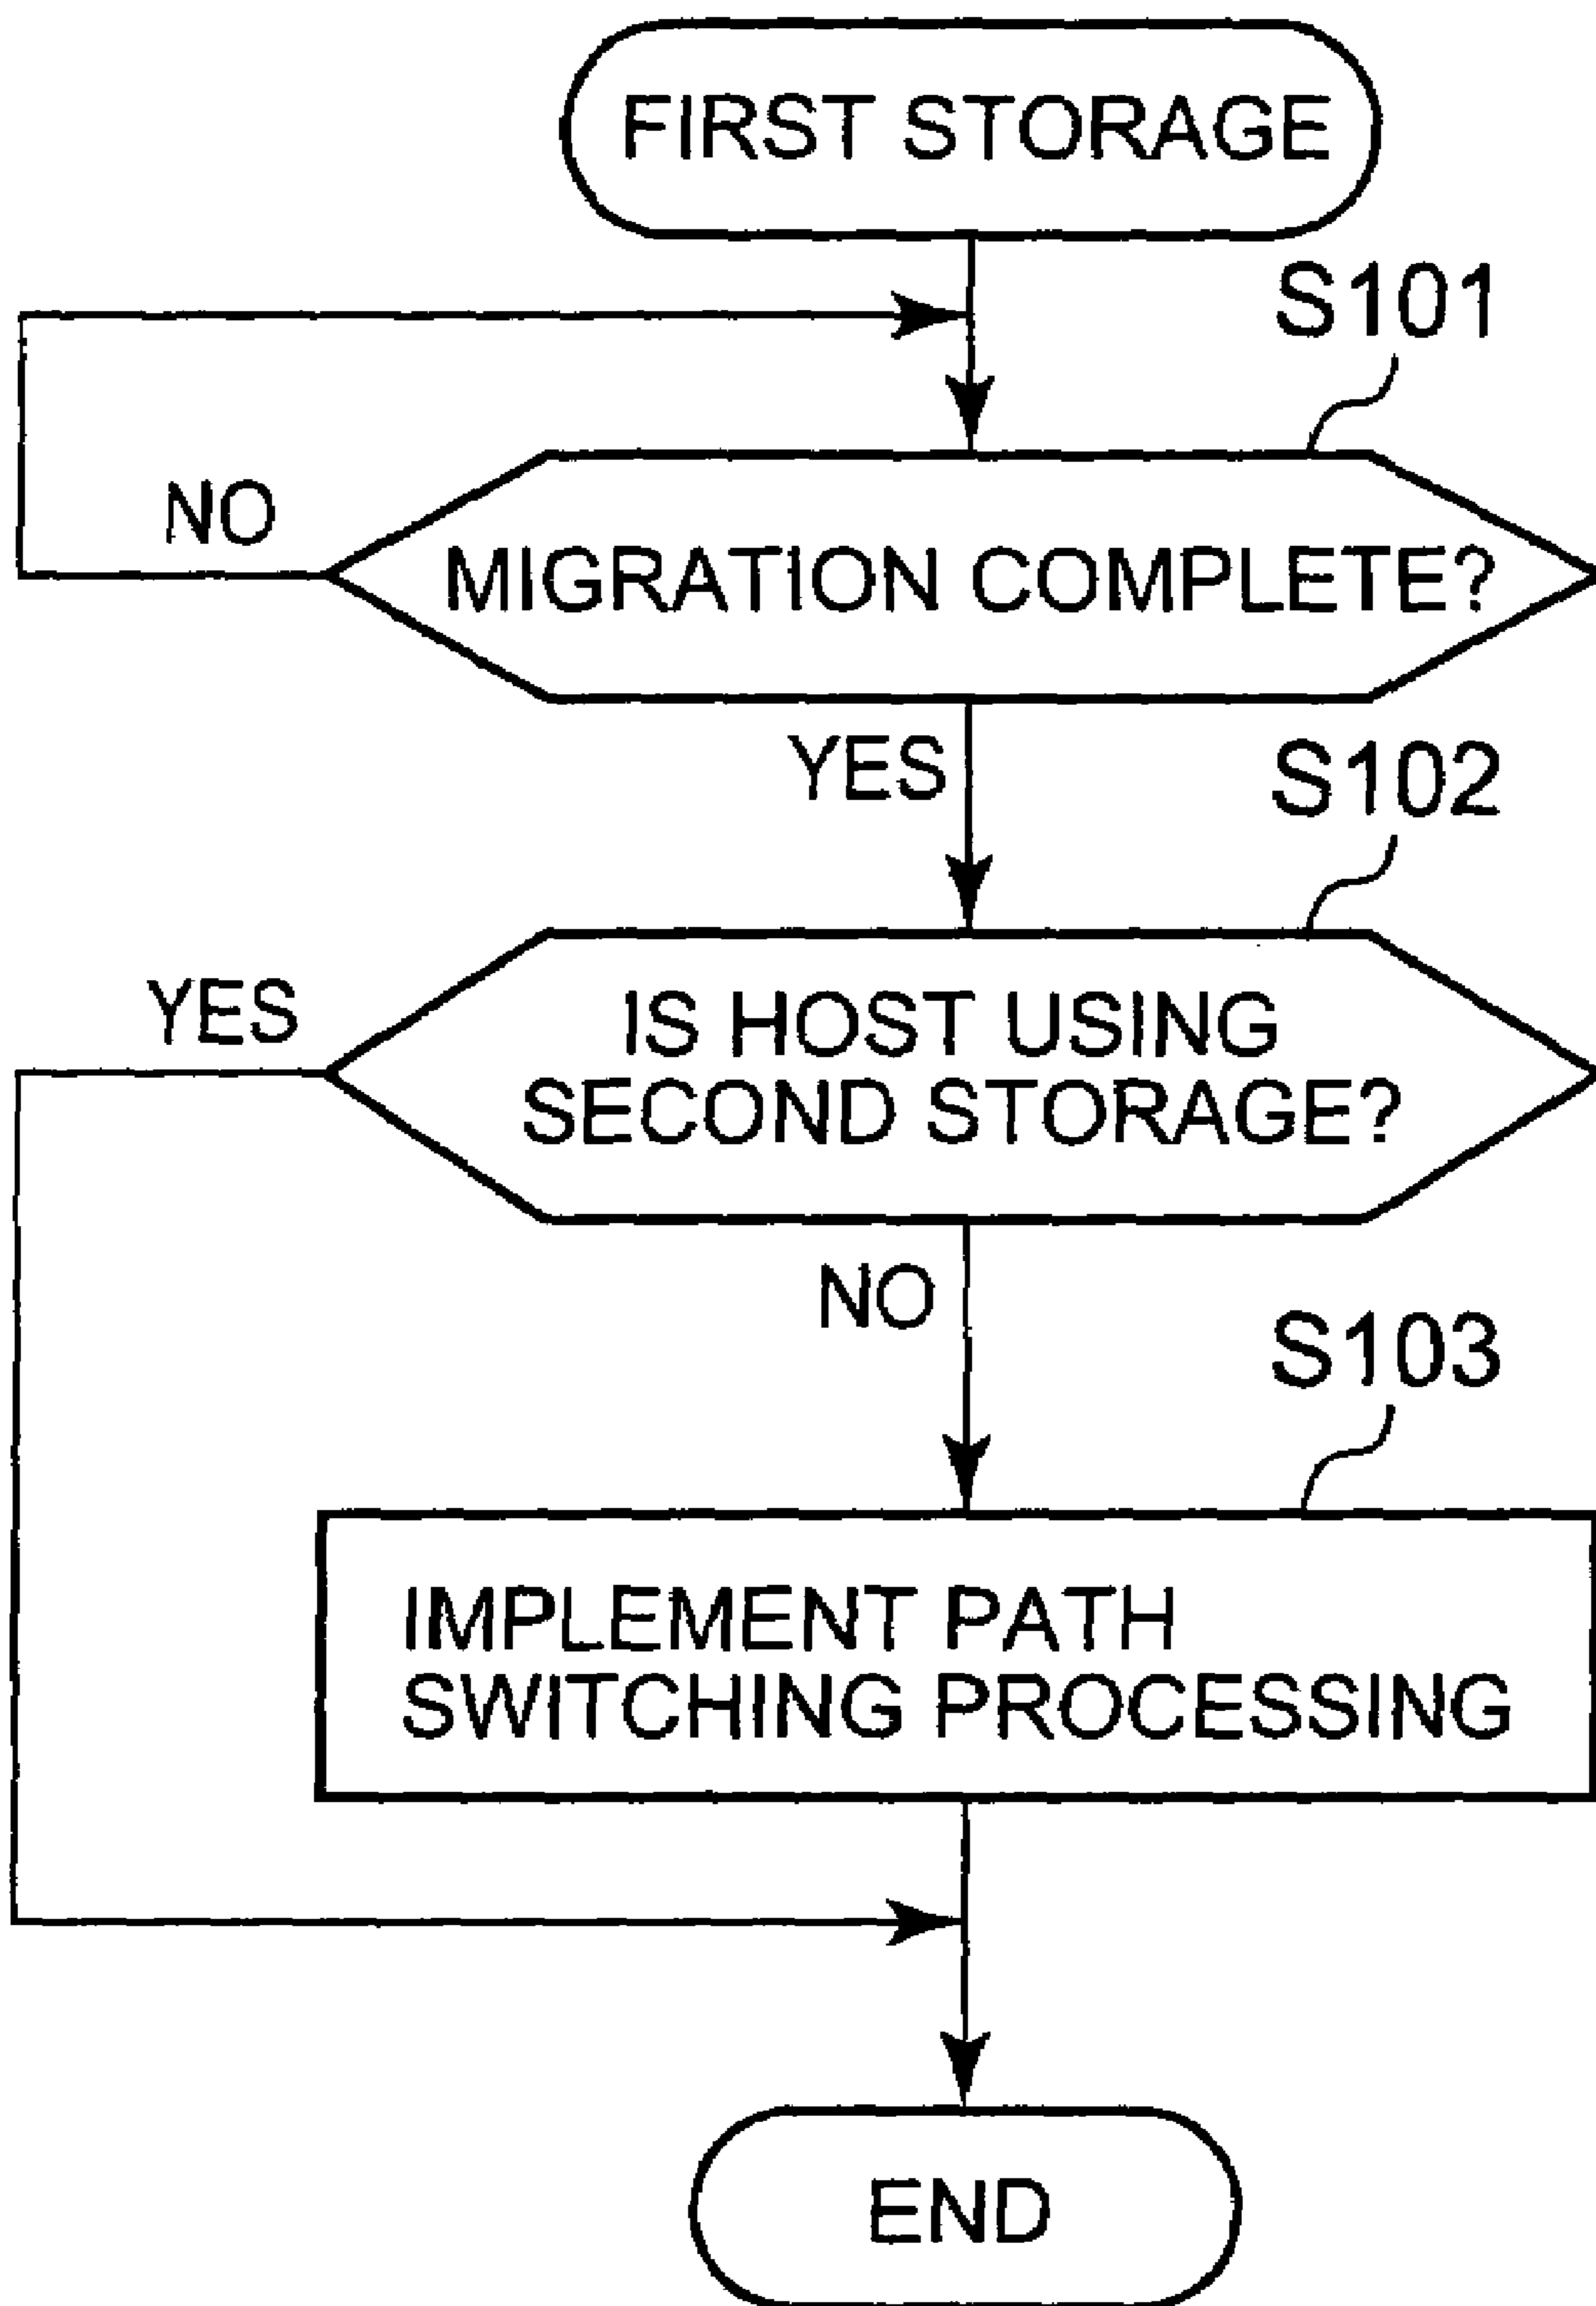 FIRST STORAGE
S101
NO
MIGRATION COMPLETE?
YES
S102
YES
IS HOST USING
SECOND STORAGE?
NO
S103
IMPLEMENT PATH
SWITCHING PROCESSING
END